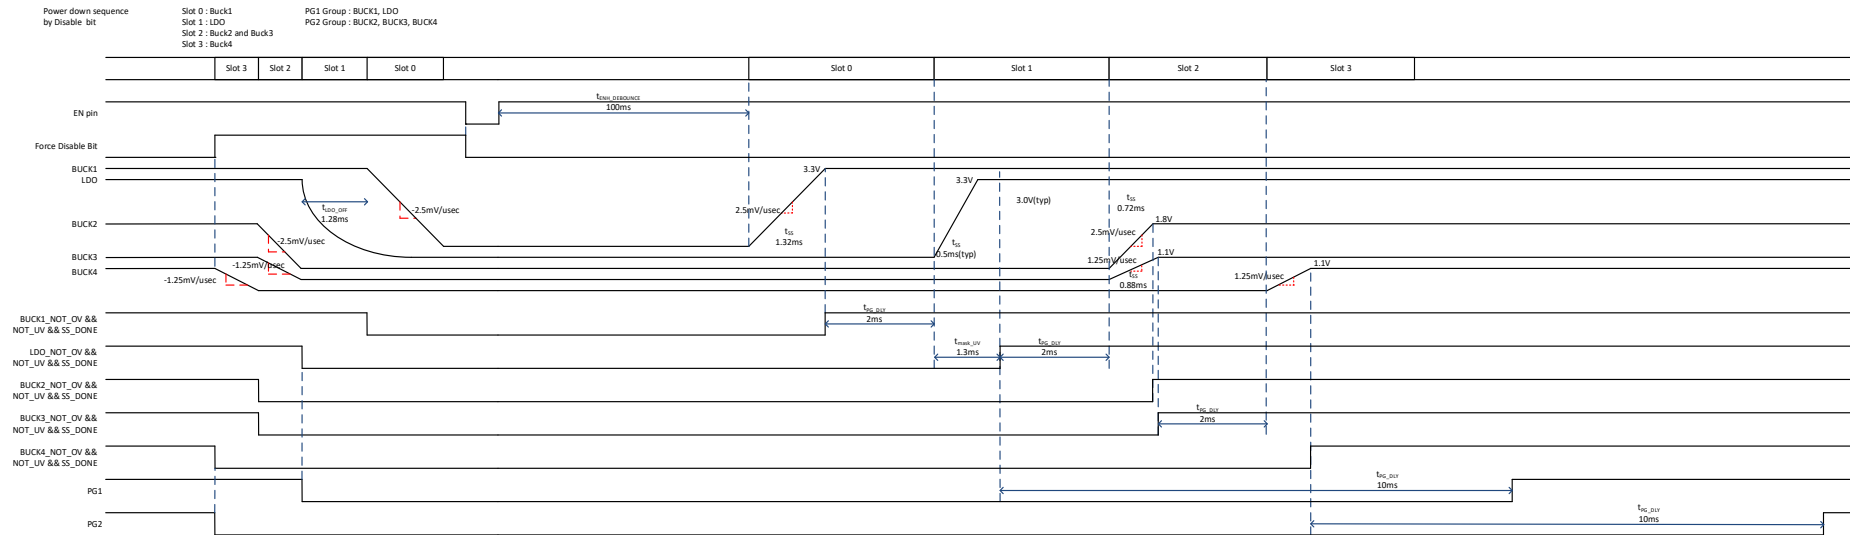 Power down sequence
by Disable bit
Slot 0 : Buck1
Slot 1 : LDO
Slot 2 : Buck2 and Buck3
Slot 3 : Buck4
PG1 Group : BUCK1, LDO
PG2 Group : BUCK2, BUCK3, BUCK4
Slot 3
Slot 2
Slot 1
Slot 0
Slot 0
Slot 1
Slot 2
Slot 3
EN pin
tENH_DEBOUNCE
100ms
Force Disable Bit
BUCK1
LDO
BUCK2
BUCK3
BUCK4
tLDO_OFF
1.28ms
-2.5mV/usec
-2.5mV/usec
-1.25mV/usec
-1.25mV/usec
3.3V
2.5mV/usec
tSS
1.32ms
3.3V
tSS
0.5ms(typ)
3.0V(typ)
tSS
0.72ms
1.8V
2.5mV/usec
1.25mV/usec
1.1V
tSS
0.88ms
1.25mV/usec
1.1V
BUCK1_NOT_OV &&
NOT_UV && SS_DONE
tPG_DLY
2ms
LDO_NOT_OV &&
NOT_UV && SS_DONE
tmask_UV
1.3ms
tPG_DLY
2ms
BUCK2_NOT_OV &&
NOT_UV && SS_DONE
BUCK3_NOT_OV &&
NOT_UV && SS_DONE
tPG_DLY
2ms
BUCK4_NOT_OV &&
NOT_UV && SS_DONE
PG1
tPG_DLY
10ms
PG2
tPG_DLY
10ms